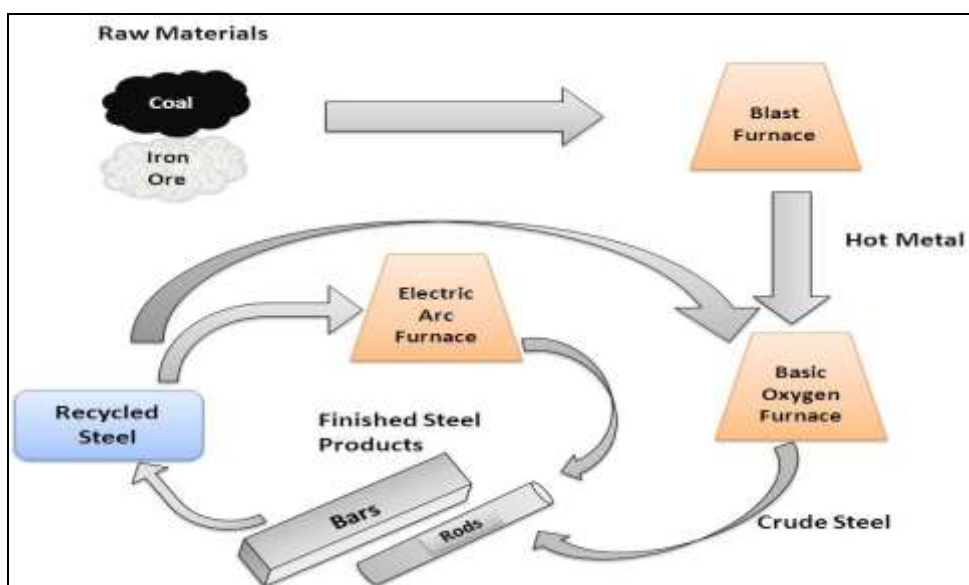 Raw Materials
Coal
Iron
Ore
Blast
Furnace
Hot Metal
Electric
Arc
Furnace
Basic
Oxygen
Furnace
Recycled
Steel
Finished Steel
Products
Bars
Rods
Crude Steel